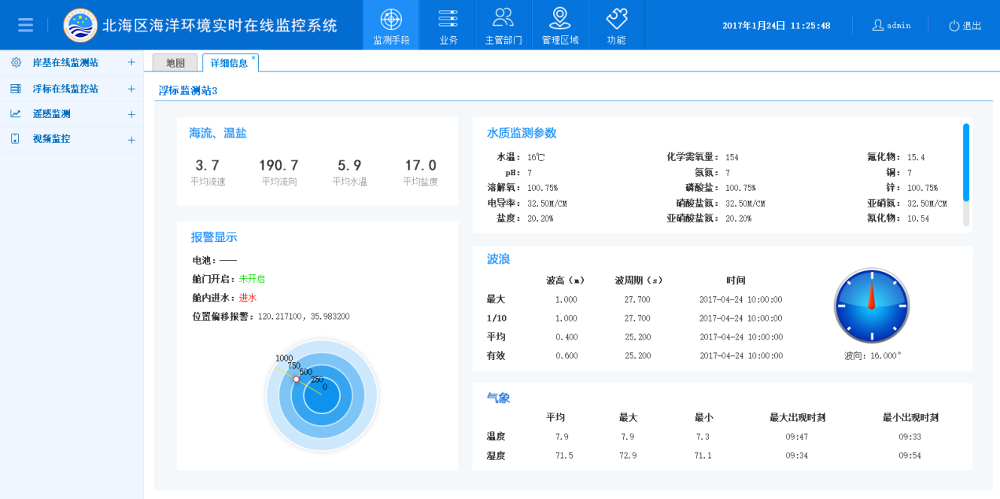 北海区海洋环境实时在线监控系统
监测手段 业务 主管部门 管理区域 功能
2017年1月24日 11:25:48
admin
退出
岸基在线监测站 +
浮标在线监控站 +
遥感监测 +
视频监控 +
地图 详细信息 ×
浮标监测站3
海流、温盐
3.7 190.7 5.9 17.0
平均流速 平均流向 平均水温 平均盐度
报警显示
电池：——
舱门开启：未开启
舱内进水：进水
位置偏移报警：120.217100，35.983200
1000
750
500
250
0
水质监测参数
水温：16℃ 化学需氧量：154 氟化物：15.4
pH：7 氨氮：7 铜：7
溶解氧：100.75% 磷酸盐：100.75% 锌：100.75%
电导率：32.50M/CM 硝酸盐氮：32.50M/CM 亚硝氮：32.50M/CM
盐度：20.20% 亚硝酸盐氮：20.20% 氰化物：10.54
波浪
波高（m） 波周期（s） 时间
最大 1.000 27.700 2017-04-24 10:00:00
1/10 1.000 27.700 2017-04-24 10:00:00
平均 0.400 25.200 2017-04-24 10:00:00
有效 0.600 25.200 2017-04-24 10:00:00
波向：16.000°
气象
平均 最大 最小 最大出现时刻 最小出现时刻
温度 7.9 7.9 7.3 09:47 09:33
湿度 71.5 72.9 71.1 09:34 09:54